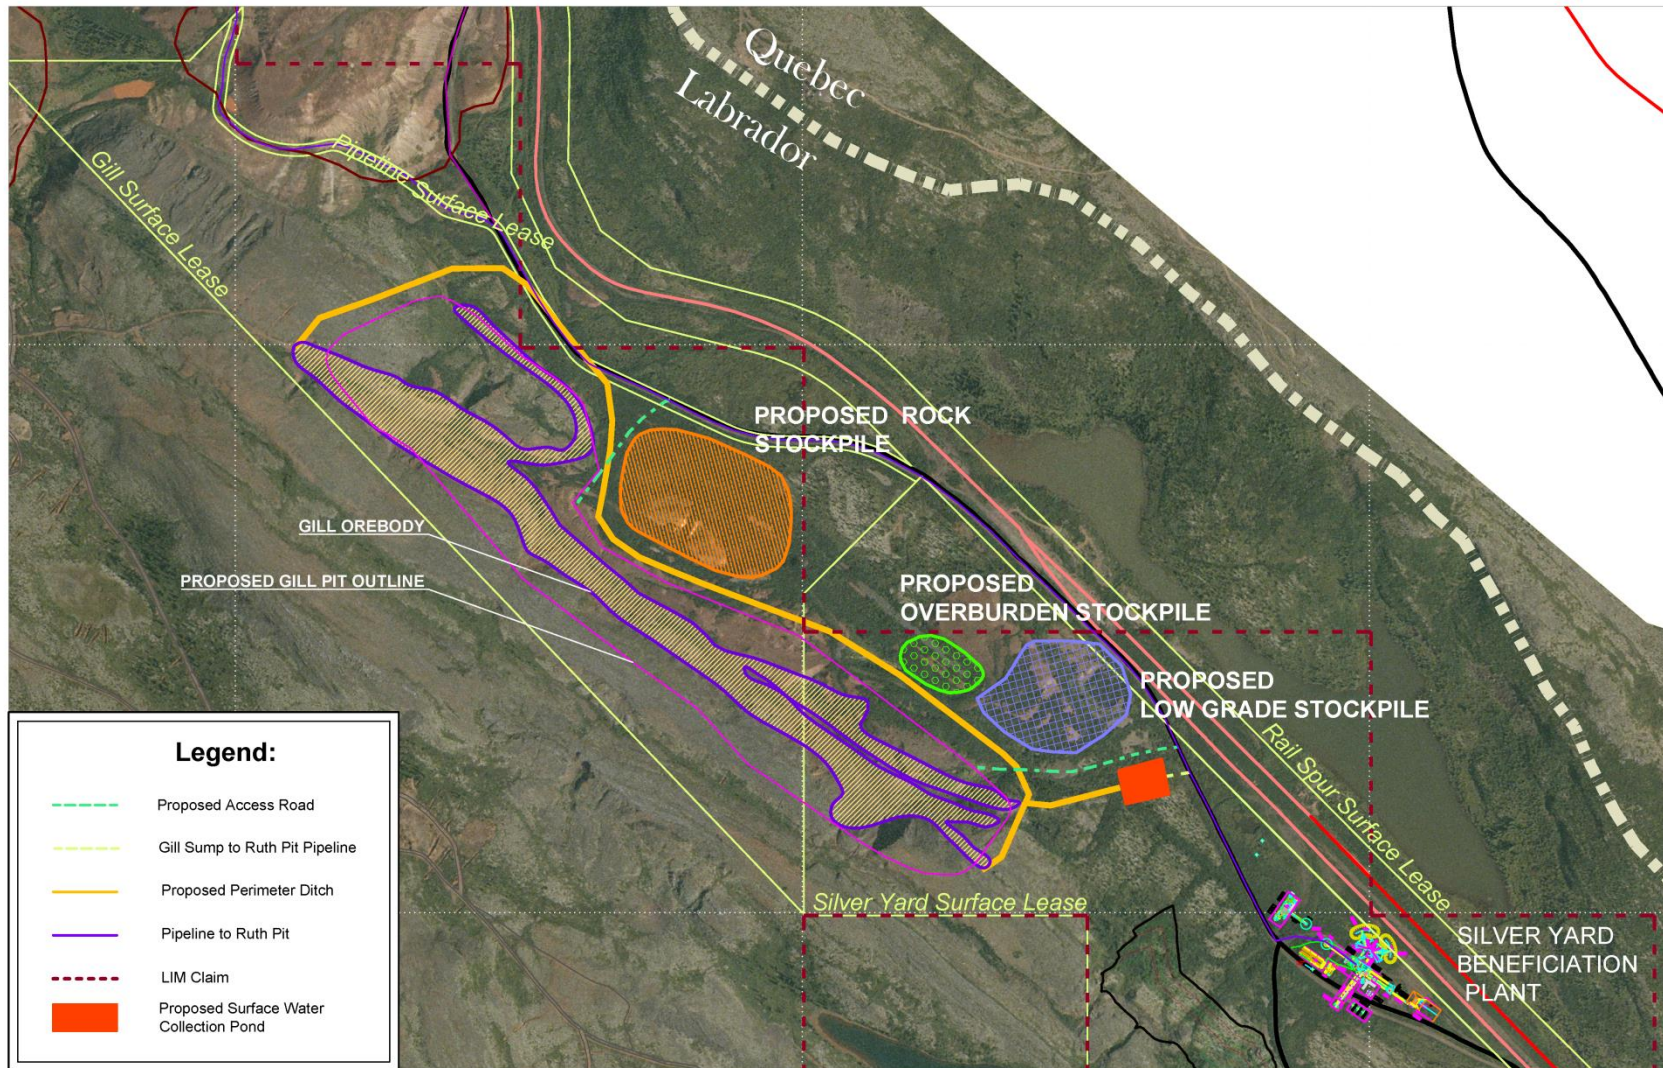 Quebec
Labrador
Gill Surface Lease
Pipeline Surface Lease
PROPOSED ROCK
STOCKPILE
GILL OREBODY
PROPOSED GILL PIT OUTLINE
PROPOSED
OVERBURDEN STOCKPILE
PROPOSED
LOW GRADE STOCKPILE
Rail Spur Surface Lease
Silver Yard Surface Lease
SILVER YARD
BENEFICIATION
PLANT
Legend:
Proposed Access Road
Gill Sump to Ruth Pit Pipeline
Proposed Perimeter Ditch
Pipeline to Ruth Pit
LIM Claim
Proposed Surface Water
Collection Pond